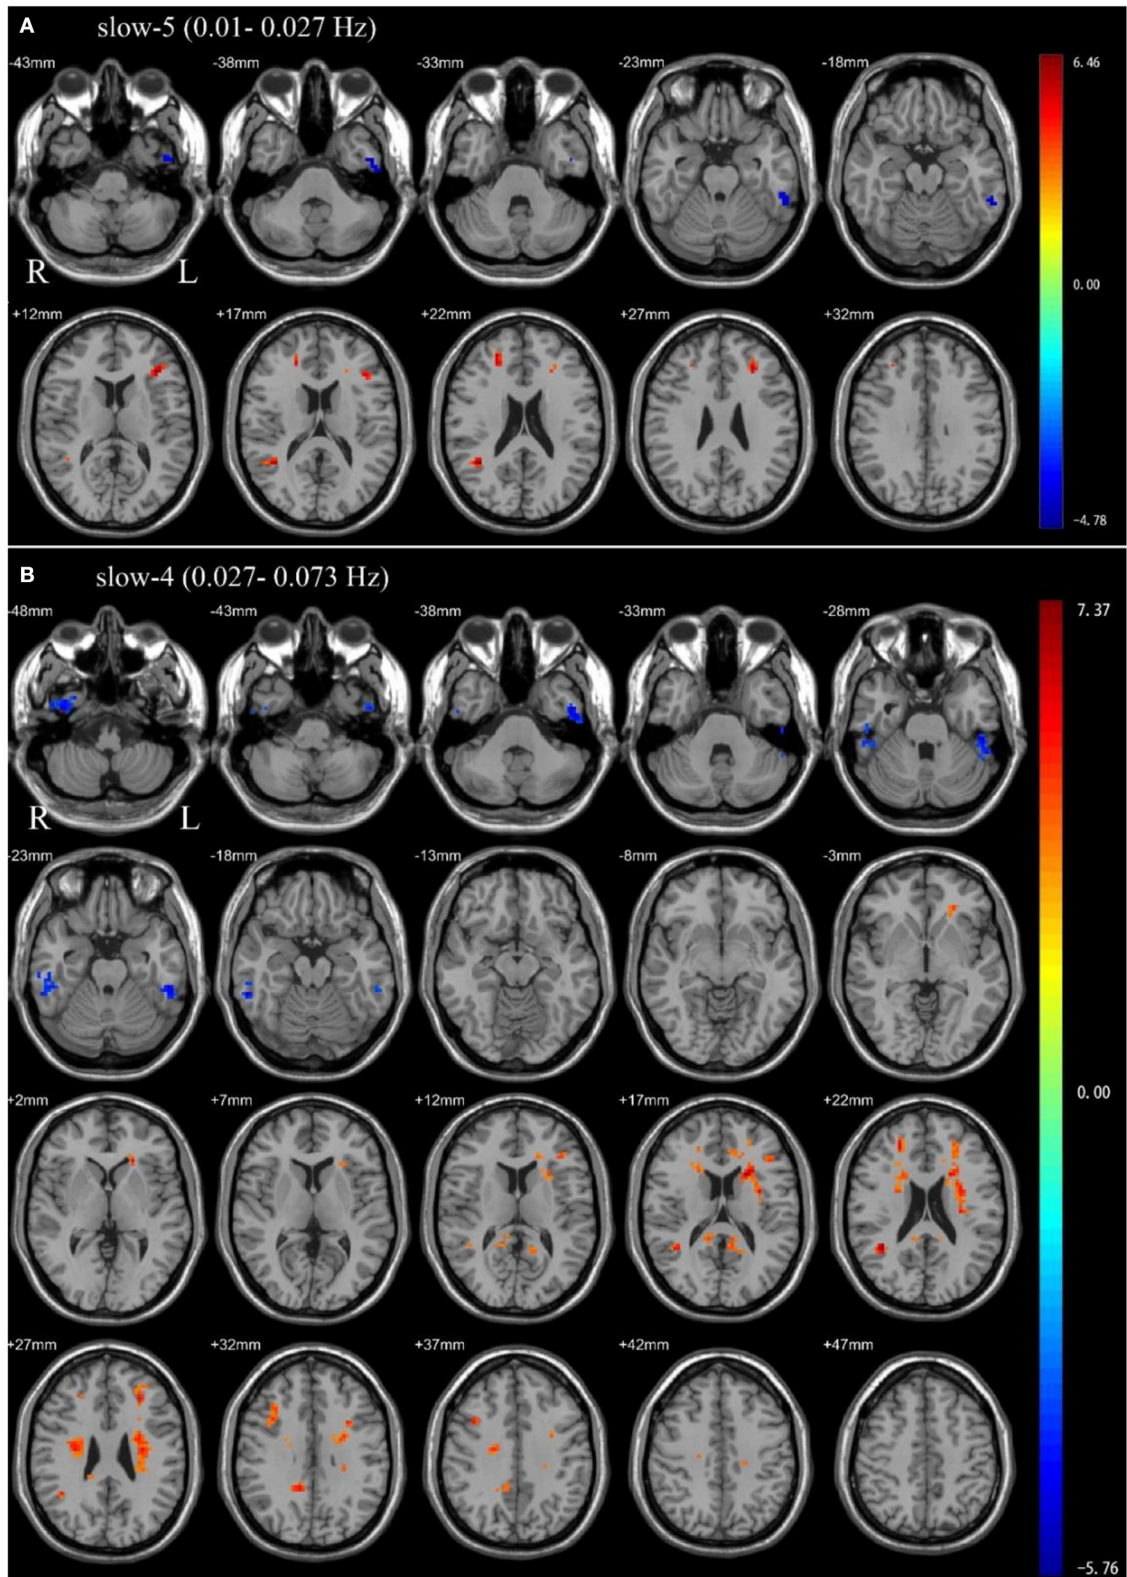 A
slow-5 (0.01- 0.027 Hz)
-43mm
-38mm
-33mm
-23mm
-18mm
6.46
R
L
0.00
+12mm
+17mm
+22mm
+27mm
+32mm
-4.78
B
slow-4 (0.027- 0.073 Hz)
-48mm
-43mm
-38mm
-33mm
-28mm
7.37
R
L
-23mm
-18mm
-13mm
-8mm
-3mm
+2mm
+7mm
+12mm
+17mm
+22mm
0.00
+27mm
+32mm
+37mm
+42mm
+47mm
-5.76